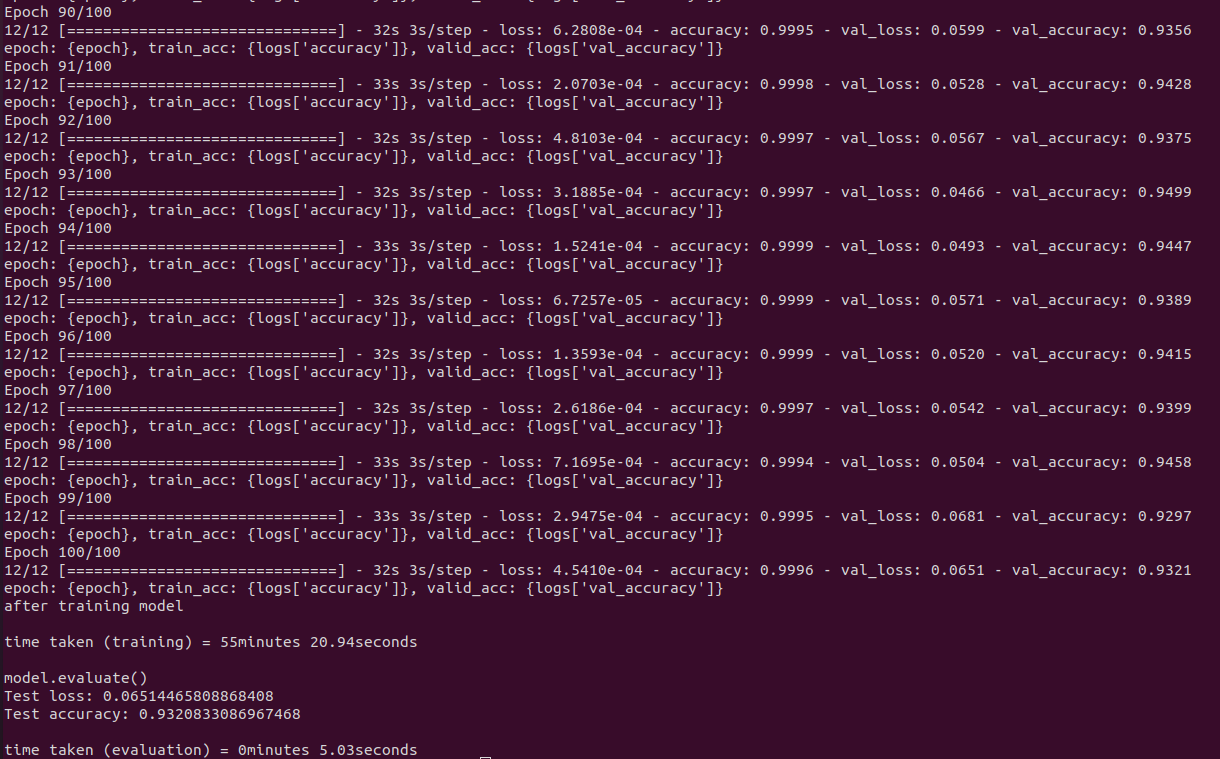 Epoch 90/100
12/12 [==============================] - 32s 3s/step - loss: 6.2808e-04 - accuracy: 0.9995 - val_loss: 0.0599 - val_accuracy: 0.9356
epoch: {epoch}, train_acc: {logs['accuracy']}, valid_acc: {logs['val_accuracy']}
Epoch 91/100
12/12 [==============================] - 33s 3s/step - loss: 2.0703e-04 - accuracy: 0.9998 - val_loss: 0.0528 - val_accuracy: 0.9428
epoch: {epoch}, train_acc: {logs['accuracy']}, valid_acc: {logs['val_accuracy']}
Epoch 92/100
12/12 [==============================] - 32s 3s/step - loss: 4.8103e-04 - accuracy: 0.9997 - val_loss: 0.0567 - val_accuracy: 0.9375
epoch: {epoch}, train_acc: {logs['accuracy']}, valid_acc: {logs['val_accuracy']}
Epoch 93/100
12/12 [==============================] - 32s 3s/step - loss: 3.1885e-04 - accuracy: 0.9997 - val_loss: 0.0466 - val_accuracy: 0.9499
epoch: {epoch}, train_acc: {logs['accuracy']}, valid_acc: {logs['val_accuracy']}
Epoch 94/100
12/12 [==============================] - 33s 3s/step - loss: 1.5241e-04 - accuracy: 0.9999 - val_loss: 0.0493 - val_accuracy: 0.9447
epoch: {epoch}, train_acc: {logs['accuracy']}, valid_acc: {logs['val_accuracy']}
Epoch 95/100
12/12 [==============================] - 32s 3s/step - loss: 6.7257e-05 - accuracy: 0.9999 - val_loss: 0.0571 - val_accuracy: 0.9389
epoch: {epoch}, train_acc: {logs['accuracy']}, valid_acc: {logs['val_accuracy']}
Epoch 96/100
12/12 [==============================] - 32s 3s/step - loss: 1.3593e-04 - accuracy: 0.9999 - val_loss: 0.0520 - val_accuracy: 0.9415
epoch: {epoch}, train_acc: {logs['accuracy']}, valid_acc: {logs['val_accuracy']}
Epoch 97/100
12/12 [==============================] - 32s 3s/step - loss: 2.6186e-04 - accuracy: 0.9997 - val_loss: 0.0542 - val_accuracy: 0.9399
epoch: {epoch}, train_acc: {logs['accuracy']}, valid_acc: {logs['val_accuracy']}
Epoch 98/100
12/12 [==============================] - 33s 3s/step - loss: 7.1695e-04 - accuracy: 0.9994 - val_loss: 0.0504 - val_accuracy: 0.9458
epoch: {epoch}, train_acc: {logs['accuracy']}, valid_acc: {logs['val_accuracy']}
Epoch 99/100
12/12 [==============================] - 33s 3s/step - loss: 2.9475e-04 - accuracy: 0.9995 - val_loss: 0.0681 - val_accuracy: 0.9297
epoch: {epoch}, train_acc: {logs['accuracy']}, valid_acc: {logs['val_accuracy']}
Epoch 100/100
12/12 [==============================] - 32s 3s/step - loss: 4.5410e-04 - accuracy: 0.9996 - val_loss: 0.0651 - val_accuracy: 0.9321
epoch: {epoch}, train_acc: {logs['accuracy']}, valid_acc: {logs['val_accuracy']}
after training model
time taken (training) = 55minutes 20.94seconds
model.evaluate()
Test loss: 0.06514465808868408
Test accuracy: 0.9320833086967468
time taken (evaluation) = 0minutes 5.03seconds